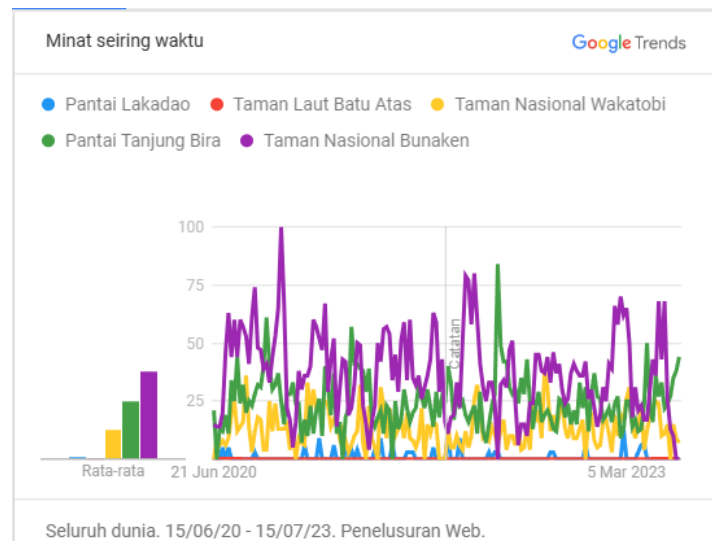 Minat seiring waktu
Google Trends
Pantai Lakadao
Taman Laut Batu Atas
Taman Nasional Wakatobi
Pantai Tanjung Bira
Taman Nasional Bunaken
100
75
50
25
Catatan
Rata-rata
21 Jun 2020
5 Mar 2023
Seluruh dunia. 15/06/20 - 15/07/23. Penelusuran Web.